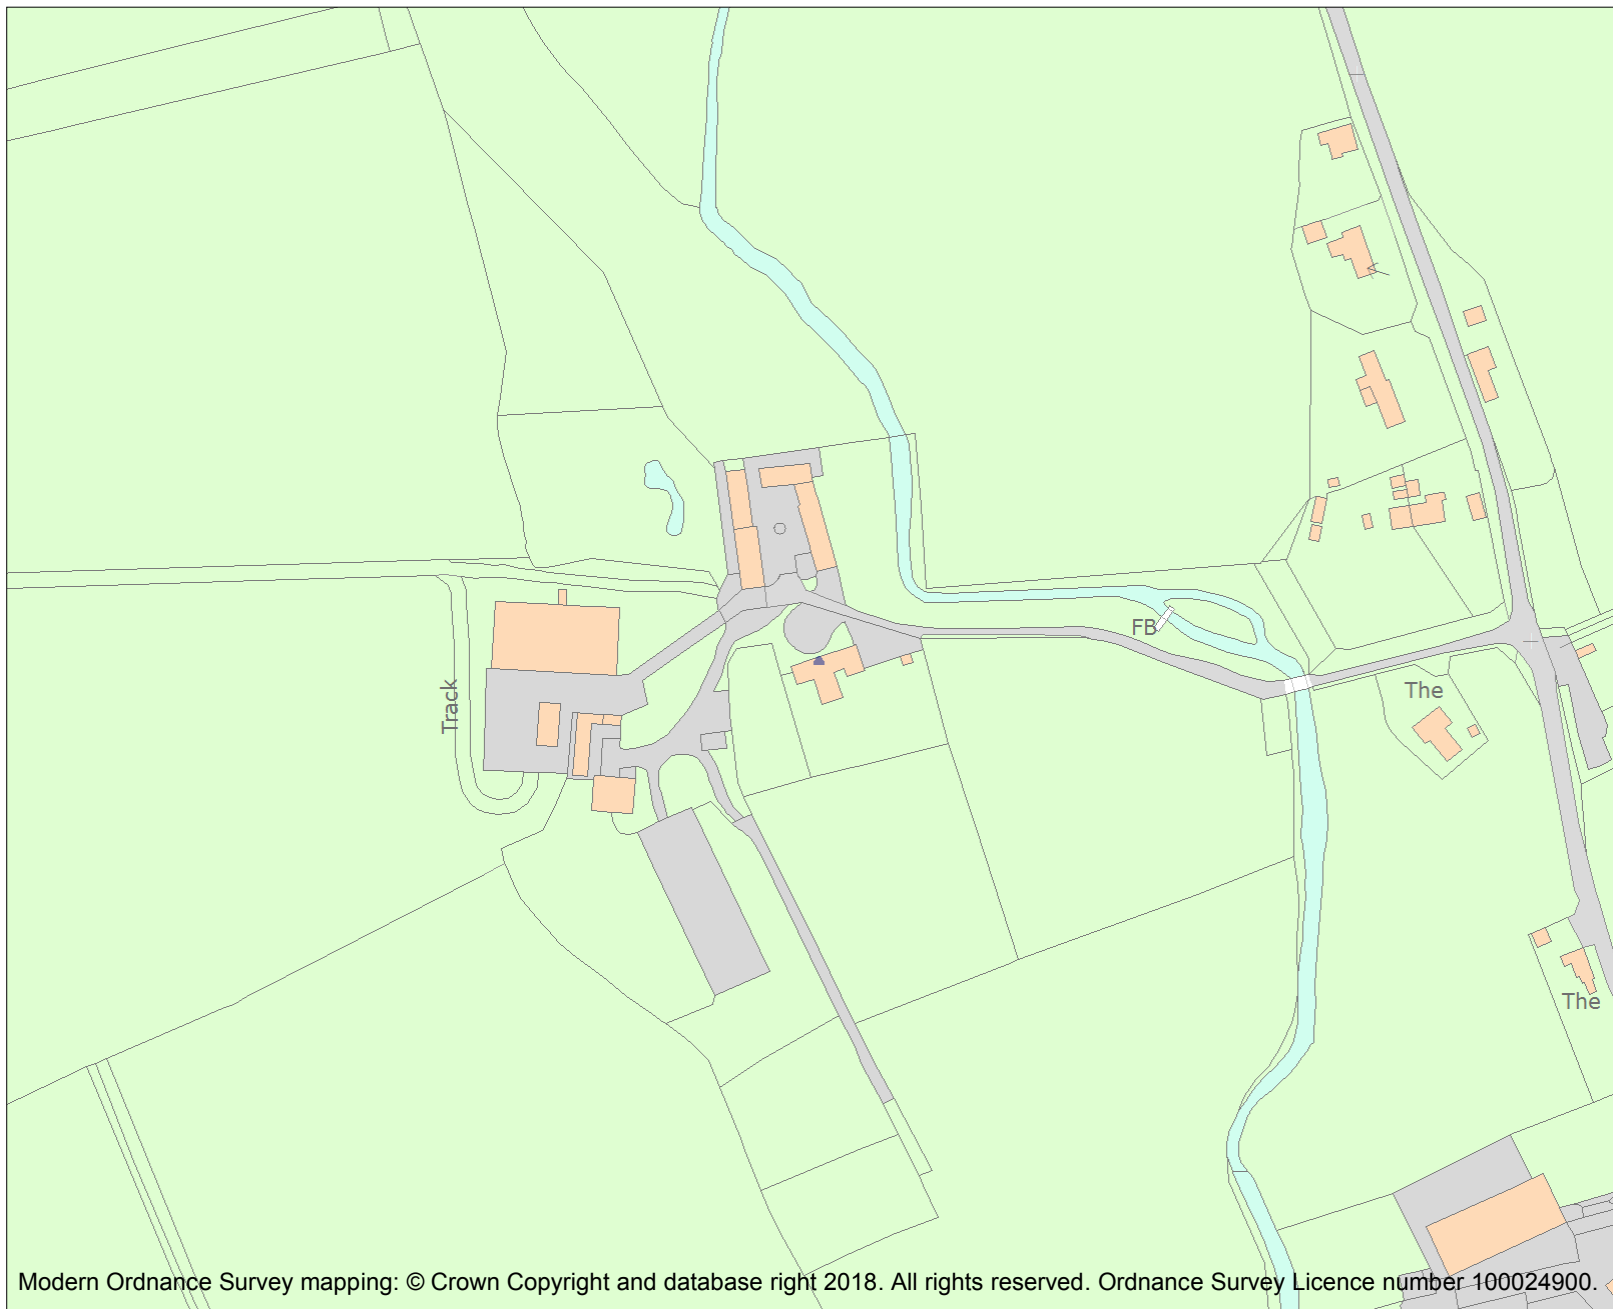 FB
Track
The
The
Modern Ordnance Survey mapping: © Crown Copyright and database right 2018. All rights reserved. Ordnance Survey Licence number 100024900.